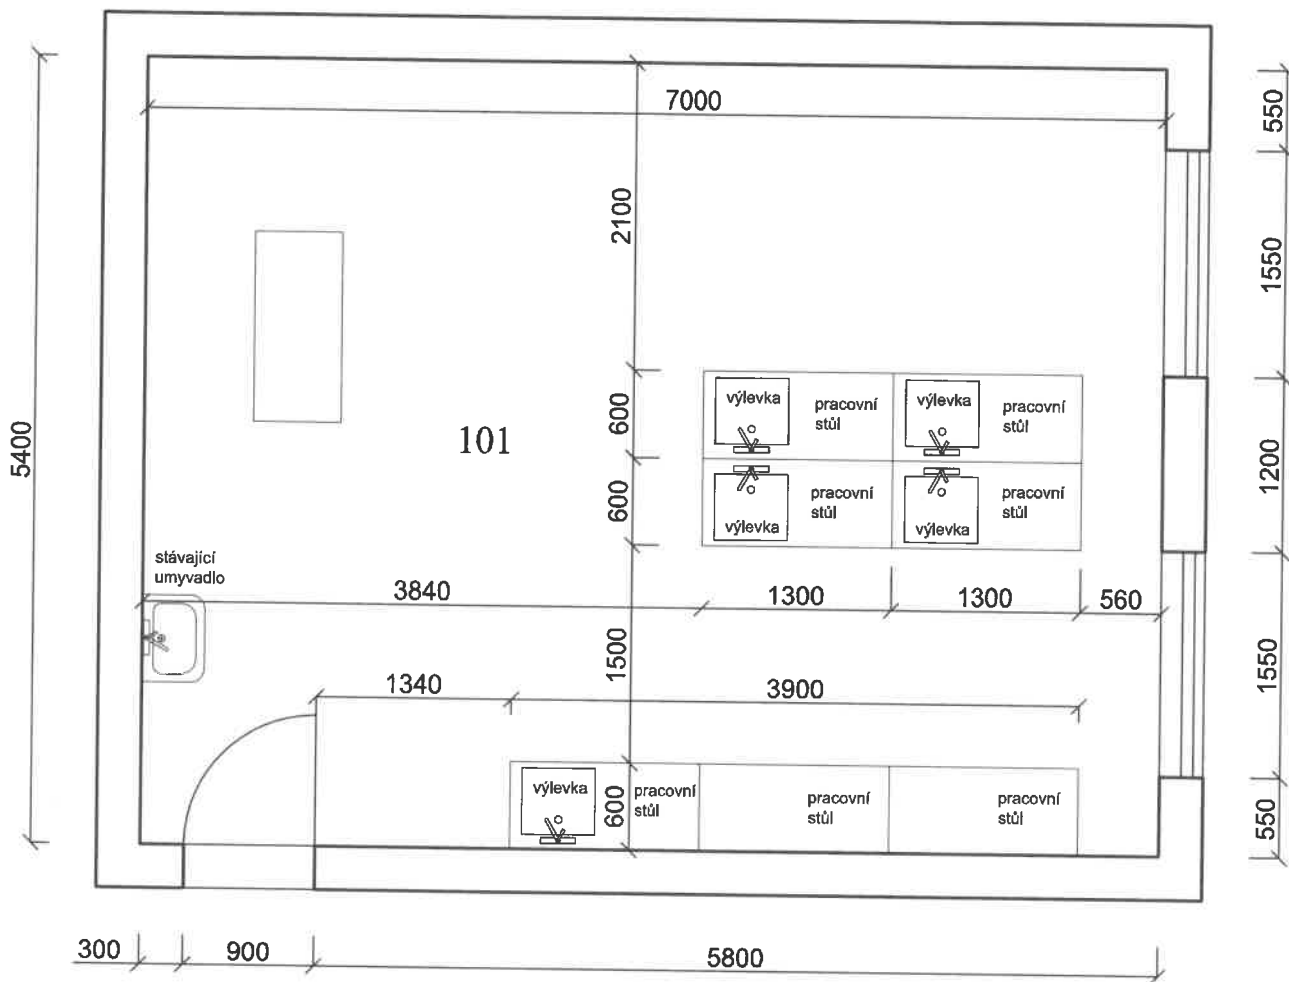 7000
550
2100
1550
výlevka
pracovní
stůl
výlevka
pracovní
stůl
600
101
5400
1200
600
výlevka
pracovní
stůl
výlevka
pracovní
stůl
stávající
umyvadlo
3840
1300
1300
560
1500
1550
1340
3900
výlevka
600
pracovní
stůl
pracovní
stůl
pracovní
stůl
550
300
900
5800